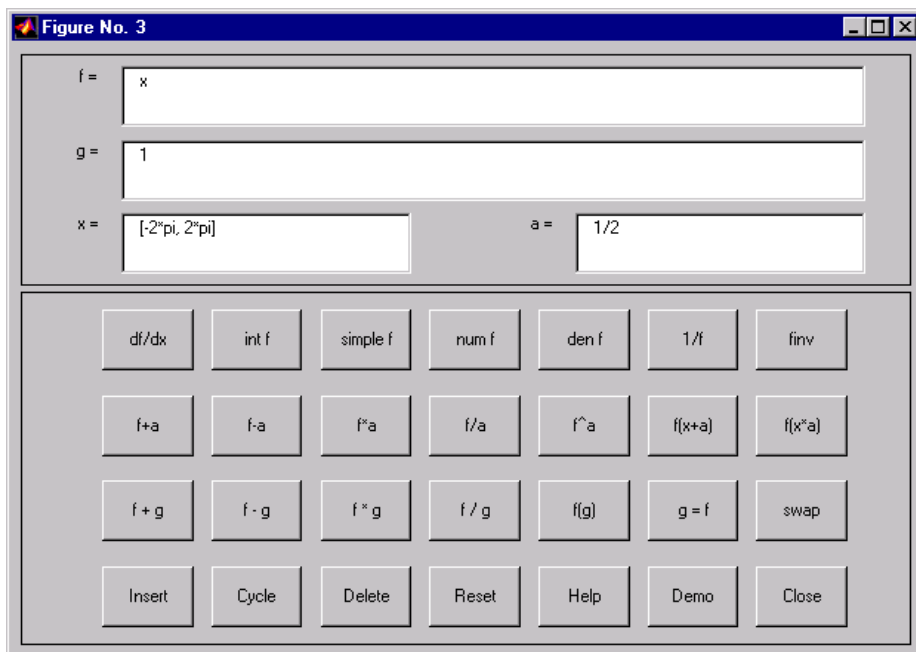 Figure No. 3
f = x
g = 1
x = [-2*pi, 2*pi] a = 1/2
df/dx int f simple f num f den f 1/f finv
f+a f-a f*a f/a f^a f(x+a) f(x*a)
f + g f - g f * g f / g f(g) g = f swap
Insert Cycle Delete Reset Help Demo Close